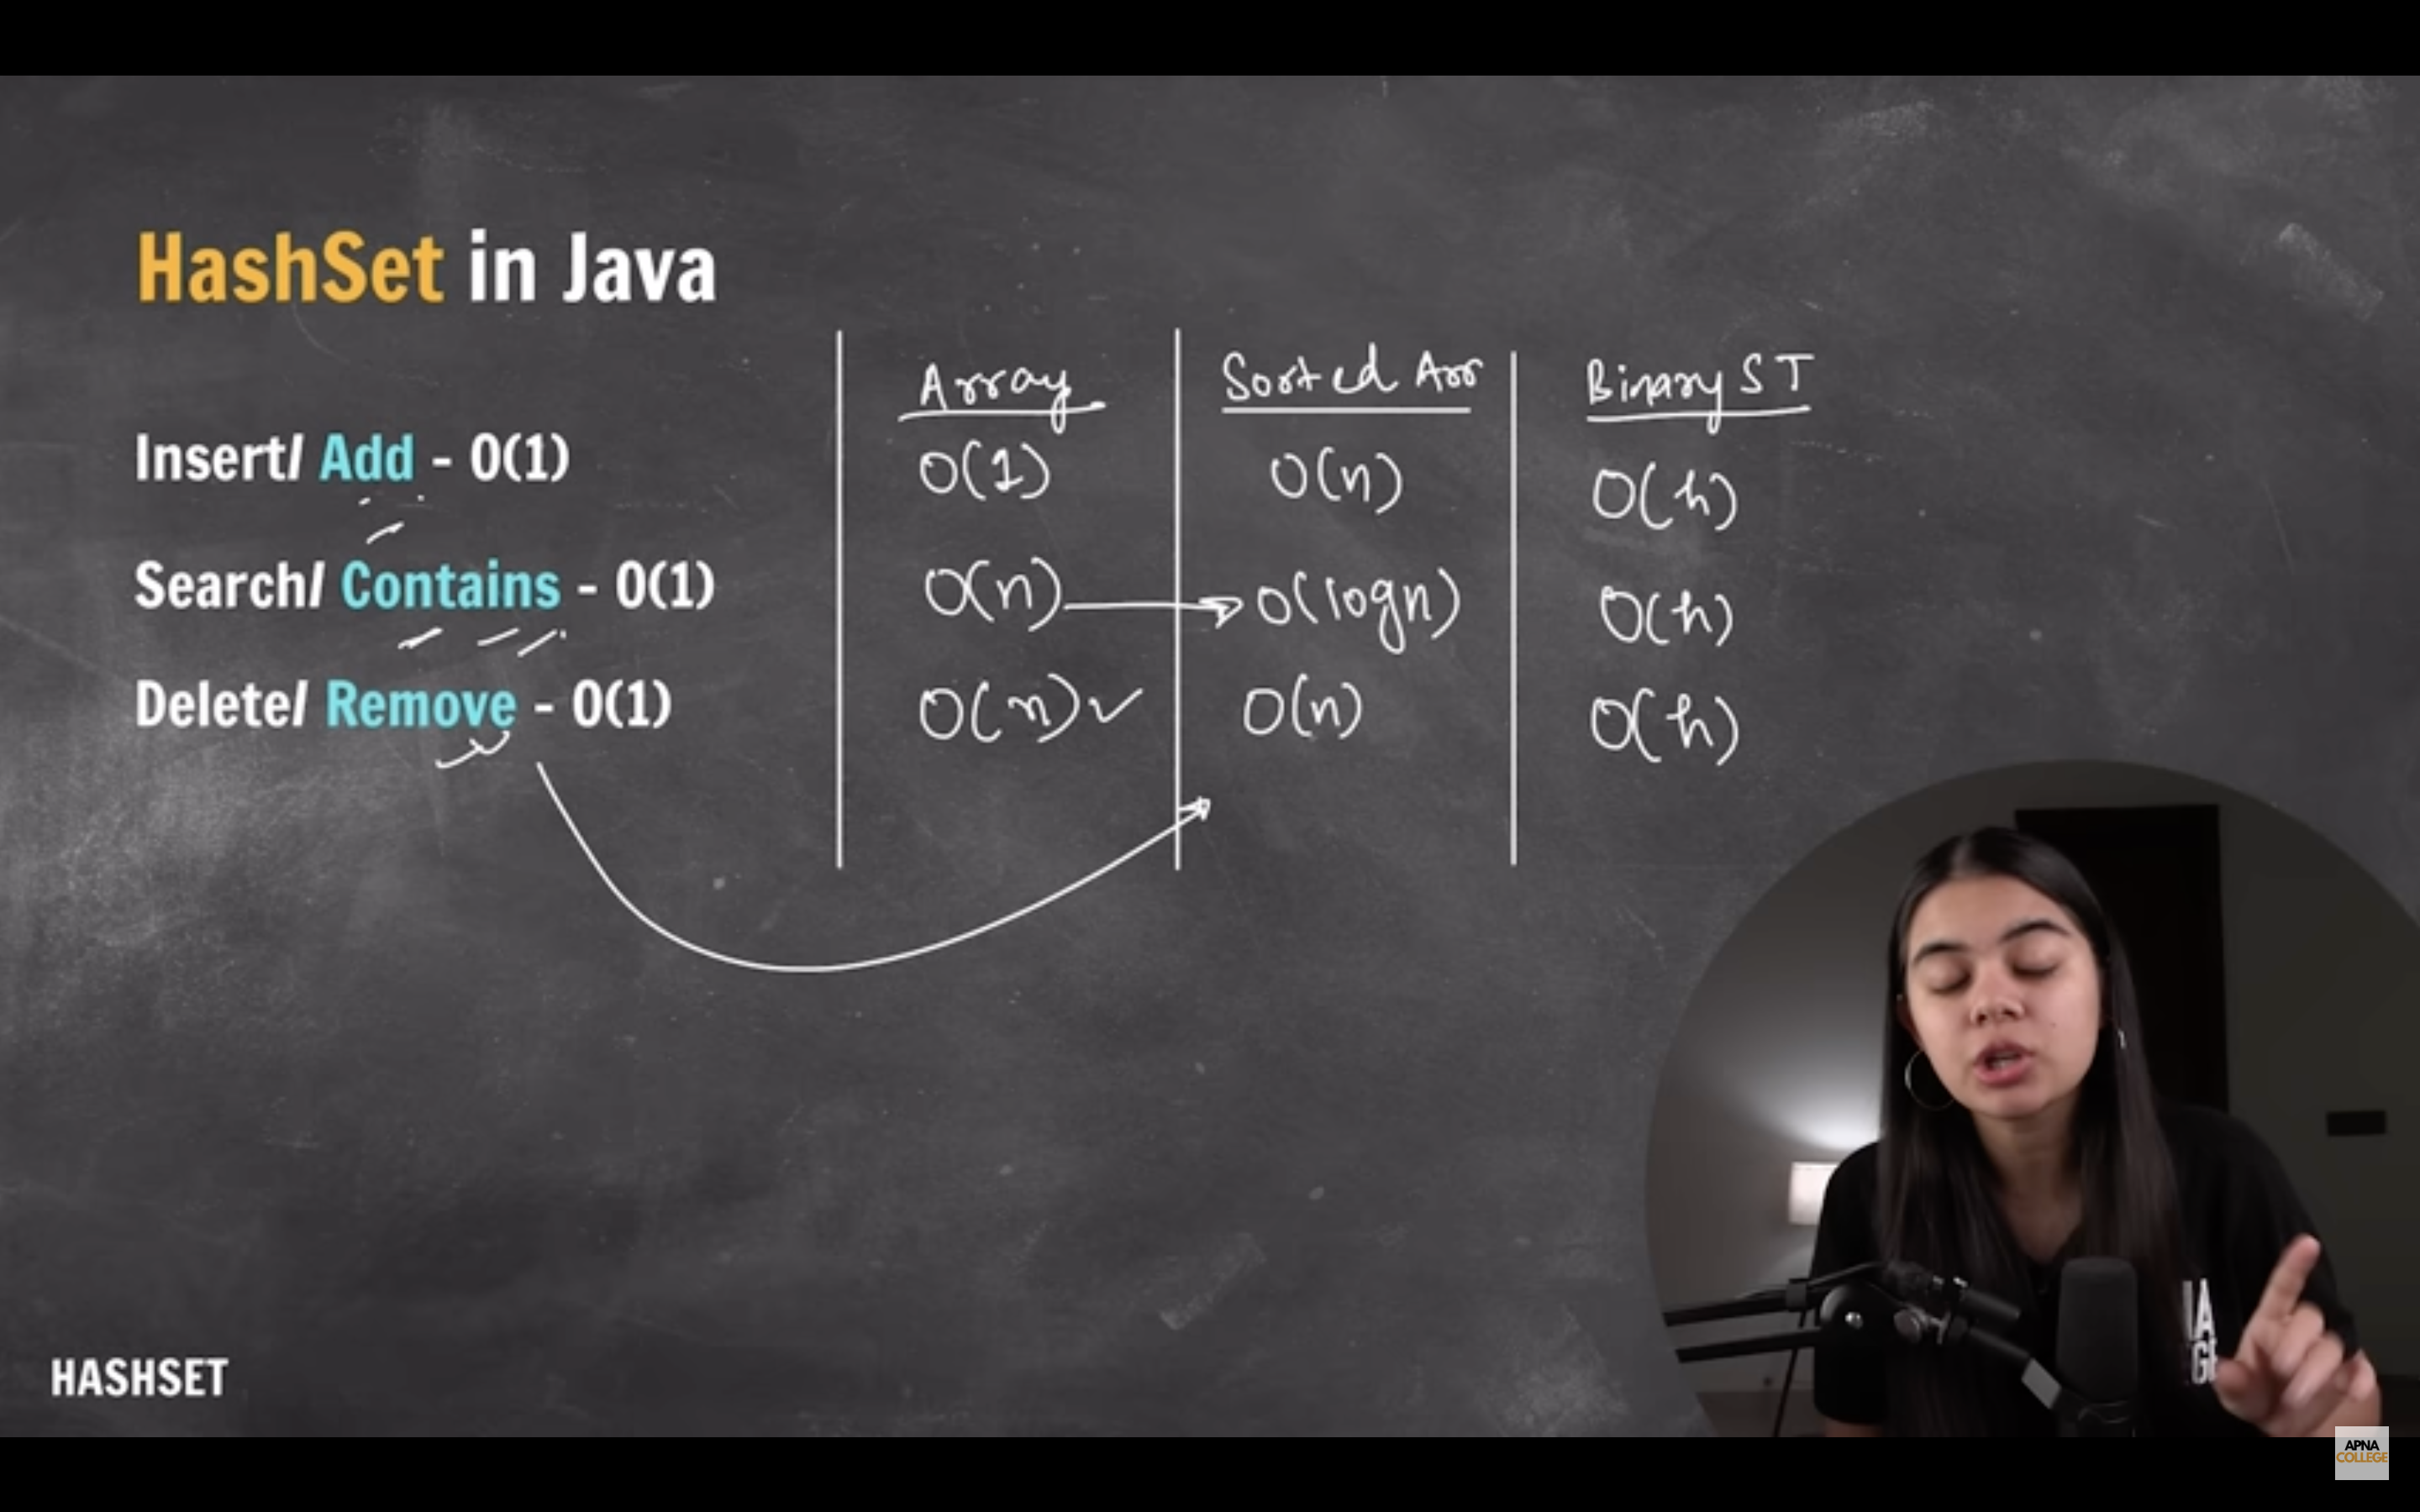 HashSet in Java
Insert/ Add - O(1)
Search/ Contains - O(1)
Delete/ Remove - O(1)
Array
O(1)
O(n)
O(n)✓
Sorted Arr
O(n)
O(logn)
O(n)
Binary ST
O(h)
O(h)
O(h)
HASHSET
APNA
COLLEGE